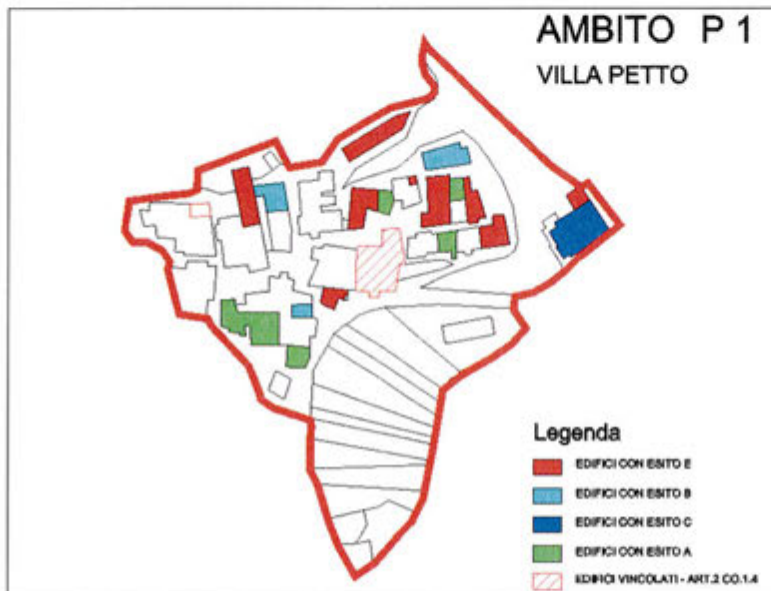 AMBITO P 1
VILLA PETTO
Legenda
EDIFICI CON ESITO E
EDIFICI CON ESITO B
EDIFICI CON ESITO C
EDIFICI CON ESITO A
EDIFICI VINCOLATI - ART.2 CO.1.4